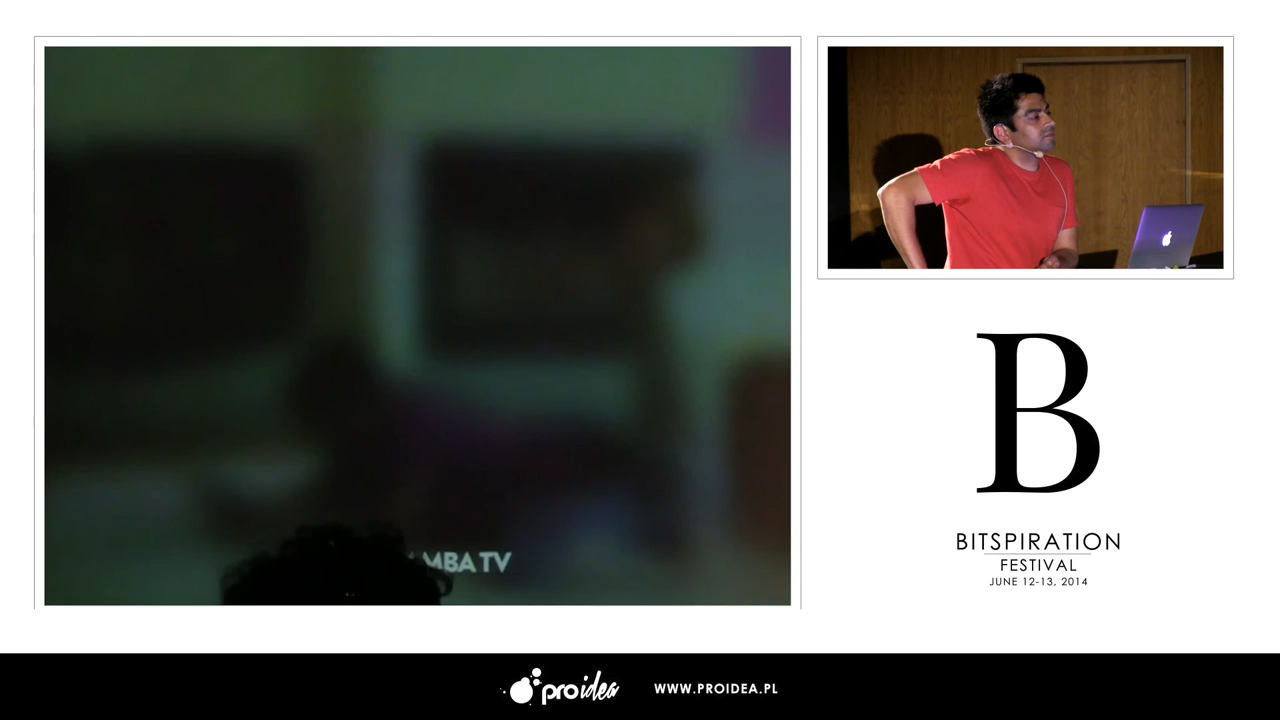 MBA TV
B
BITSPIRATION
FESTIVAL
JUNE 12-13, 2014
proidea
WWW.PROIDEA.PL